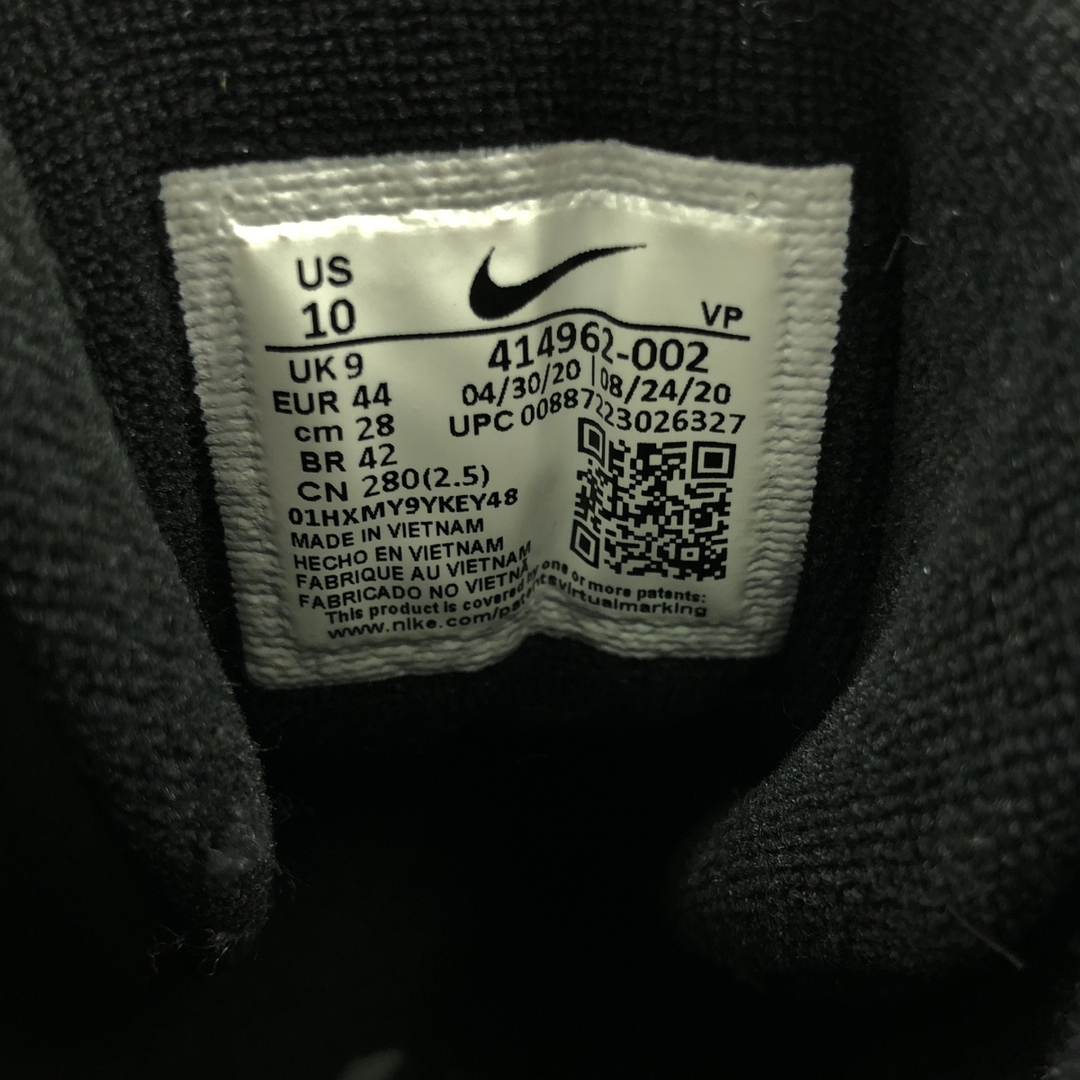 US
10
VP
UK 9
EUR 44
cm 28
BR 42
CN 280(2.5)
414962-002
04/30/20 | 08/24/20
UPC 00887223026327
01HXMY9YKEY48
MADE IN VIETNAM
HECHO EN VIETNAM
FABRIQUE AU VIETNAM
FABRICADO NO VIETNA
This product is covered by one or more patents:
www.nike.com/patentsvirtualmarking